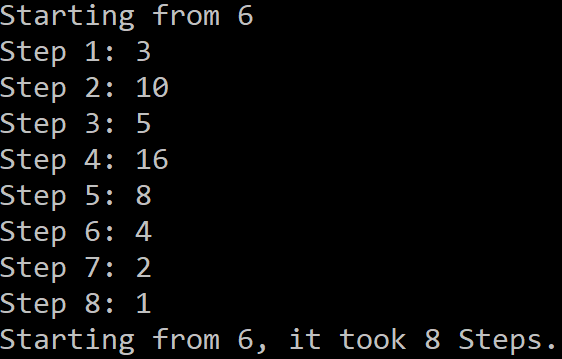 Starting from 6
Step 1: 3
Step 2: 10
Step 3: 5
Step 4: 16
Step 5: 8
Step 6: 4
Step 7: 2
Step 8: 1
Starting from 6, it took 8 Steps.